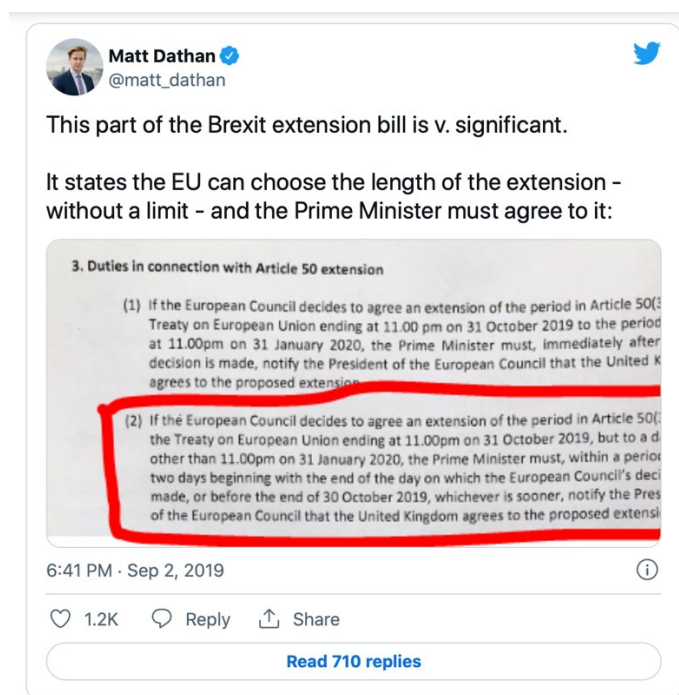 Matt Dathan
@matt_dathan
This part of the Brexit extension bill is v. significant.
It states the EU can choose the length of the extension -
without a limit - and the Prime Minister must agree to it:
3. Duties in connection with Article 50 extension
(1) If the European Council decides to agree an extension of the period in Article 50(3
Treaty on European Union ending at 11.00 pm on 31 October 2019 to the period
at 11.00pm on 31 January 2020, the Prime Minister must, immediately after
decision is made, notify the President of the European Council that the United K
agrees to the proposed extension
(2) If the European Council decides to agree an extension of the period in Article 50(
the Treaty on European Union ending at 11.00pm on 31 October 2019, but to a d
other than 11.00pm on 31 January 2020, the Prime Minister must, within a period
two days beginning with the end of the day on which the European Council's deci
made, or before the end of 30 October 2019, whichever is sooner, notify the Pres
of the European Council that the United Kingdom agrees to the proposed extensi
6:41 PM · Sep 2, 2019
1.2K Reply Share
Read 710 replies